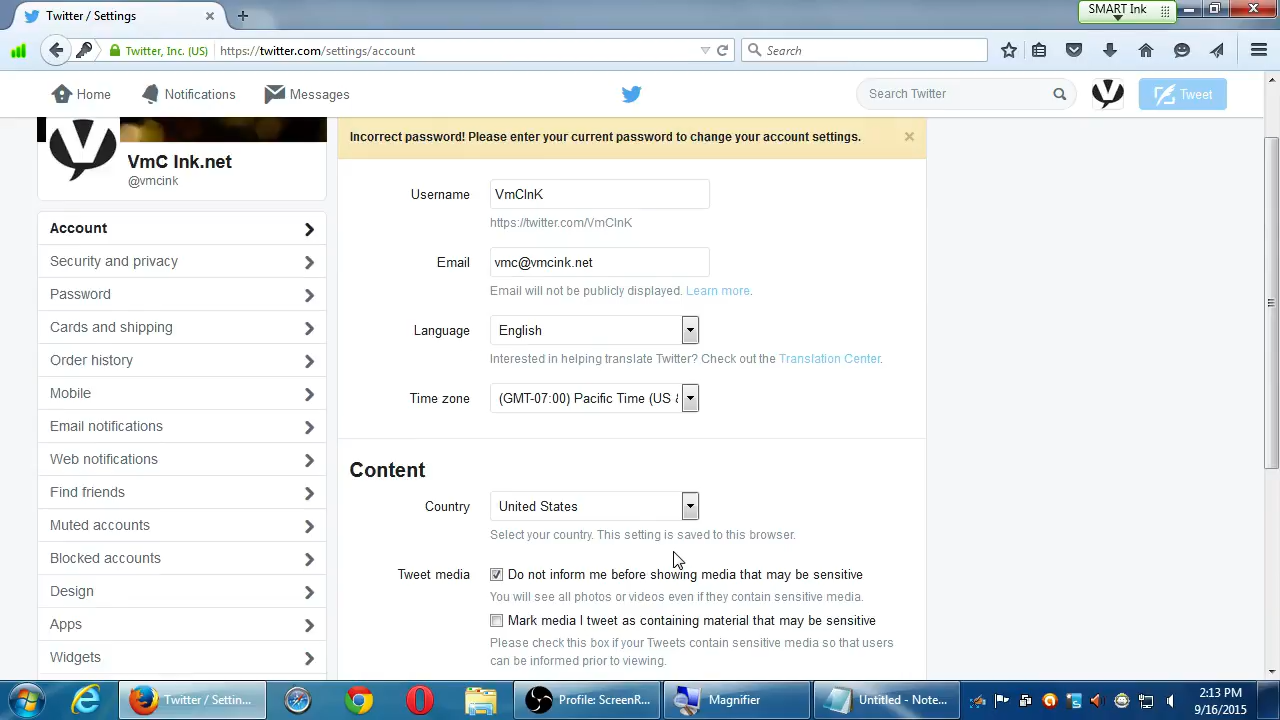 Twitter / Settings
SMART Ink
Twitter, Inc. (US)
https://twitter.com/settings/account
Search
Home
Notifications
Messages
Search Twitter
Tweet
VmC Ink.net
@vmcink
Account
Security and privacy
Password
Cards and shipping
Order history
Mobile
Email notifications
Web notifications
Find friends
Muted accounts
Blocked accounts
Design
Apps
Widgets
Incorrect password! Please enter your current password to change your account settings.
Username
VmCInK
https://twitter.com/VmCInK
Email
vmc@vmcink.net
Email will not be publicly displayed. Learn more.
Language
English
Interested in helping translate Twitter? Check out the Translation Center.
Time zone
(GMT-07:00) Pacific Time (US &
Content
Country
United States
Select your country. This setting is saved to this browser.
Tweet media
Do not inform me before showing media that may be sensitive
You will see all photos or videos even if they contain sensitive media.
Mark media I tweet as containing material that may be sensitive
Please check this box if your Tweets contain sensitive media so that users
can be informed prior to viewing.
Twitter / Settin...
Profile: ScreenR...
Magnifier
Untitled - Note...
2:13 PM
9/16/2015